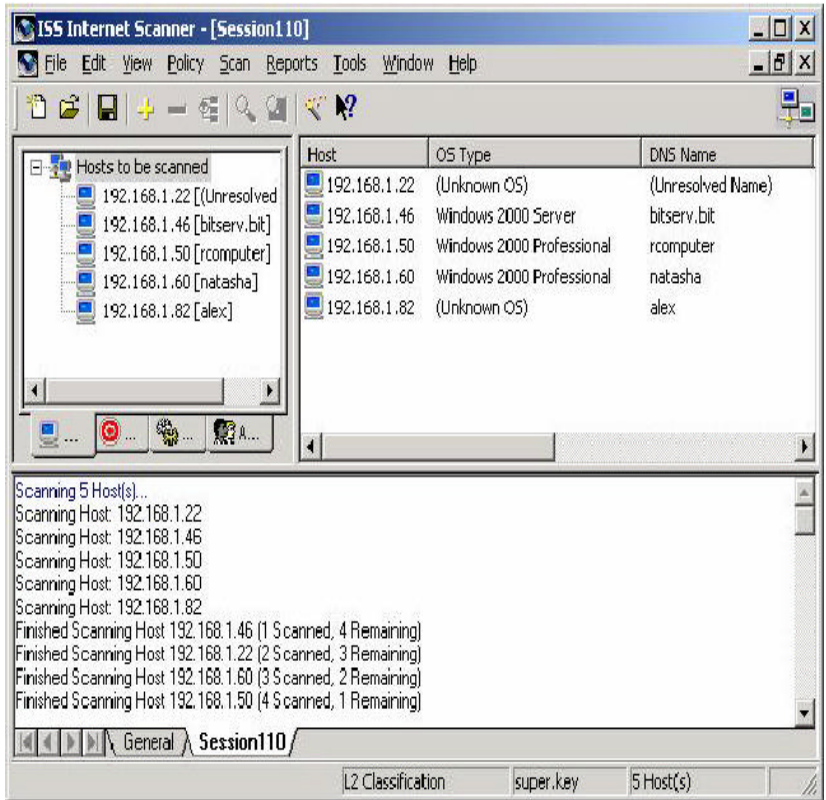 ISS Internet Scanner - [Session110]
File Edit View Policy Scan Reports Tools Window Help
Hosts to be scanned
192.168.1.22 [(Unresolved
192.168.1.46 [bitserv.bit]
192.168.1.50 [rcomputer]
192.168.1.60 [natasha]
192.168.1.82 [alex]
... ... ... A...
Host OS Type DNS Name
192.168.1.22 (Unknown OS) (Unresolved Name)
192.168.1.46 Windows 2000 Server bitserv.bit
192.168.1.50 Windows 2000 Professional rcomputer
192.168.1.60 Windows 2000 Professional natasha
192.168.1.82 (Unknown OS) alex
Scanning 5 Host(s)...
Scanning Host: 192.168.1.22
Scanning Host: 192.168.1.46
Scanning Host: 192.168.1.50
Scanning Host: 192.168.1.60
Scanning Host: 192.168.1.82
Finished Scanning Host 192.168.1.46 (1 Scanned, 4 Remaining)
Finished Scanning Host 192.168.1.22 (2 Scanned, 3 Remaining)
Finished Scanning Host 192.168.1.60 (3 Scanned, 2 Remaining)
Finished Scanning Host 192.168.1.50 (4 Scanned, 1 Remaining)
General Session110
L2 Classification super.key 5 Host(s)